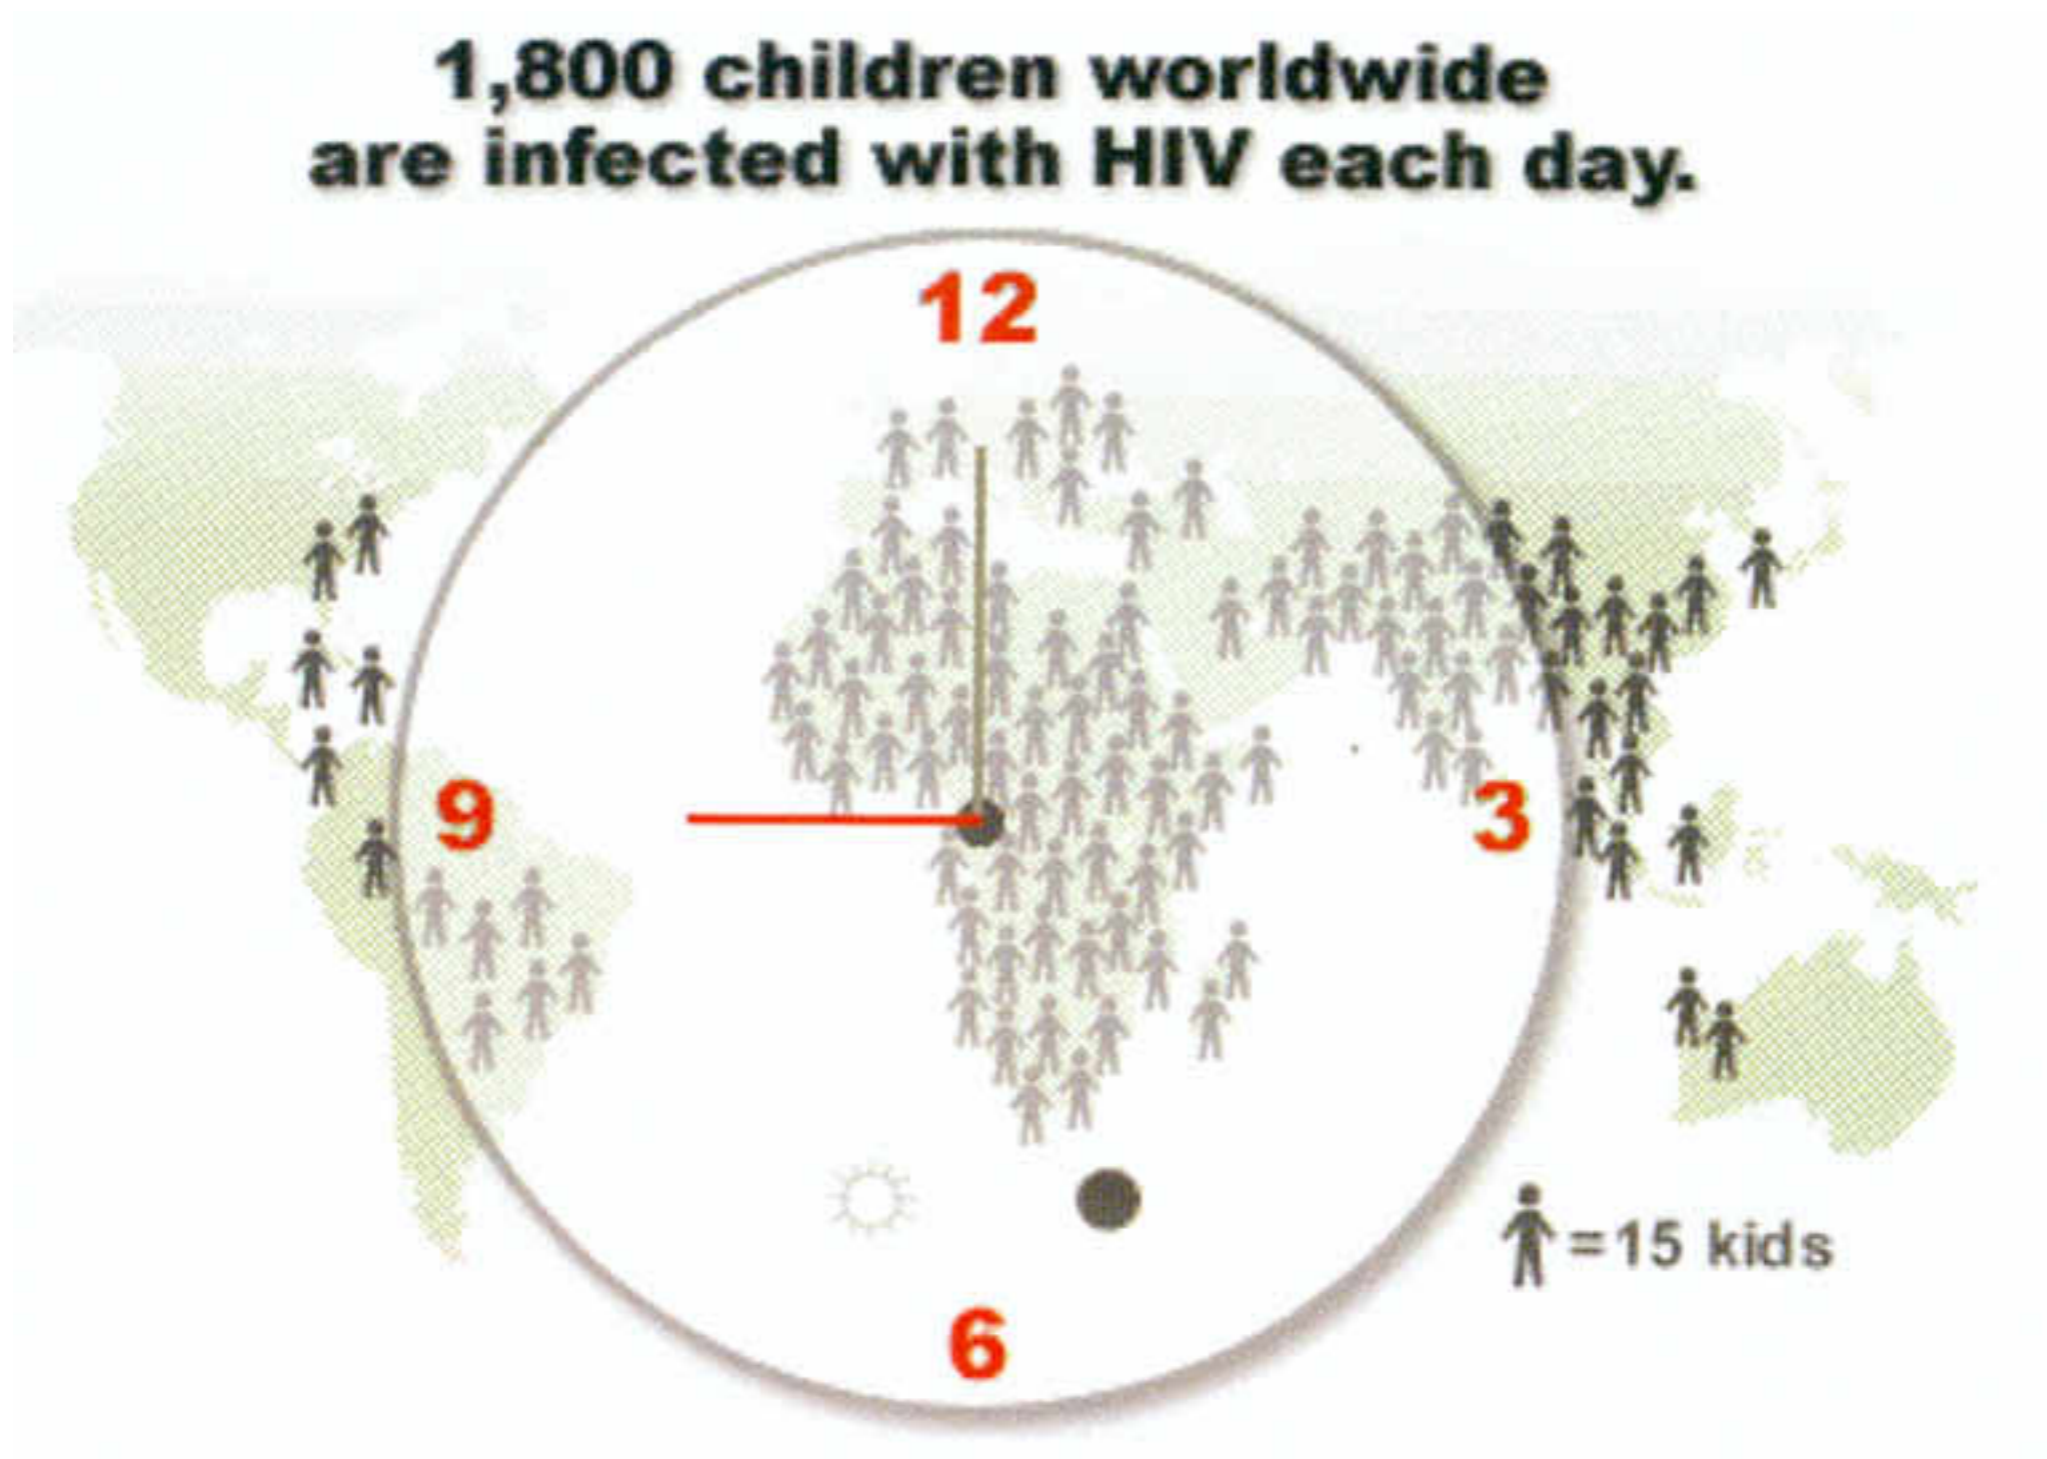 1,800 children worldwide
are infected with HIV each day.
12
9
3
=15 kids
6